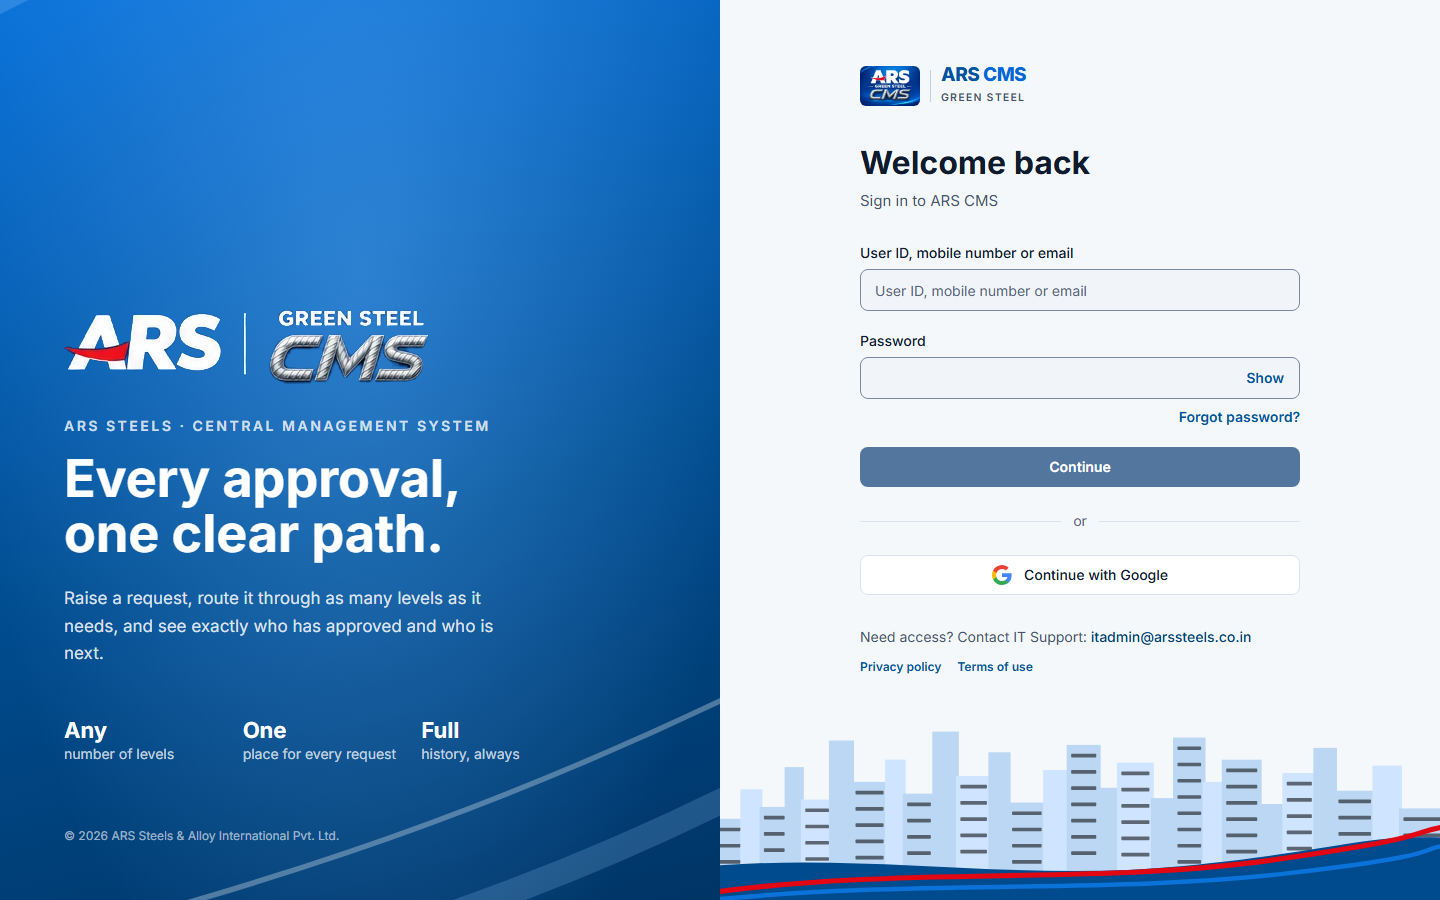 ARS
GREEN STEEL
CMS
ARS STEELS · CENTRAL MANAGEMENT SYSTEM
Every approval,
one clear path.
Raise a request, route it through as many levels as it
needs, and see exactly who has approved and who is
next.
Any
number of levels
One
place for every request
Full
history, always
© 2026 ARS Steels & Alloy International Pvt. Ltd.
ARS
GREEN STEEL
CMS
ARS CMS
GREEN STEEL
Welcome back
Sign in to ARS CMS
User ID, mobile number or email
User ID, mobile number or email
Password
Show
Forgot password?
Continue
or
Continue with Google
Need access? Contact IT Support: itadmin@arssteels.co.in
Privacy policy Terms of use